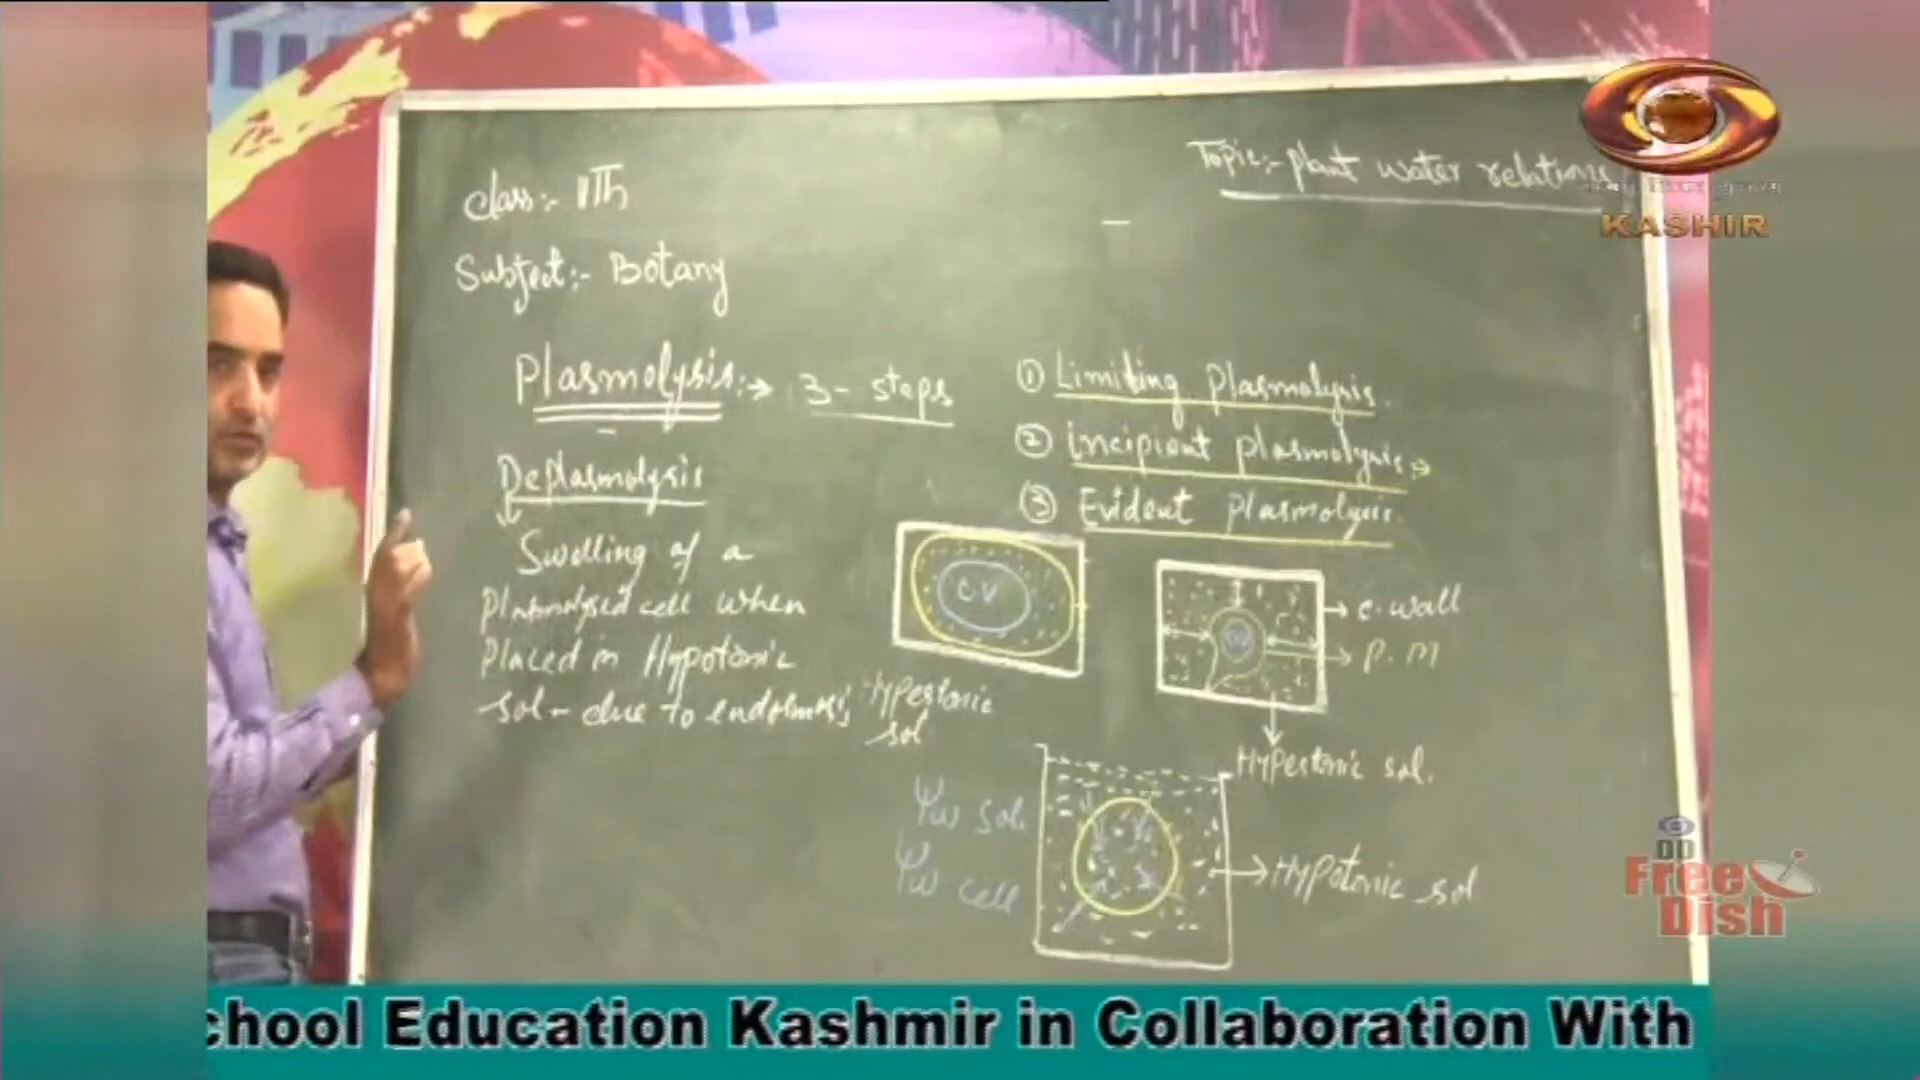 Topic:- plant water relations
KASHIR
Class:- 11Th
Subject:- Botany
Plasmolysis:→ 3- steps
① Limiting Plasmolysis.
② incipient plasmolysis:→
③ Evident plasmolysis.
Deplasmolysis
Swelling of a
Plasmolysed cell when
Placed in Hypotonic
sol- due to endosmosis
C.V
Hypertonic
sol.
→ c.wall
→ P.M
Hypertonic sol.
Ψw sol.
Ψw cell
→ Hypotonic sol
DD
Free
Dish
chool Education Kashmir in Collaboration With